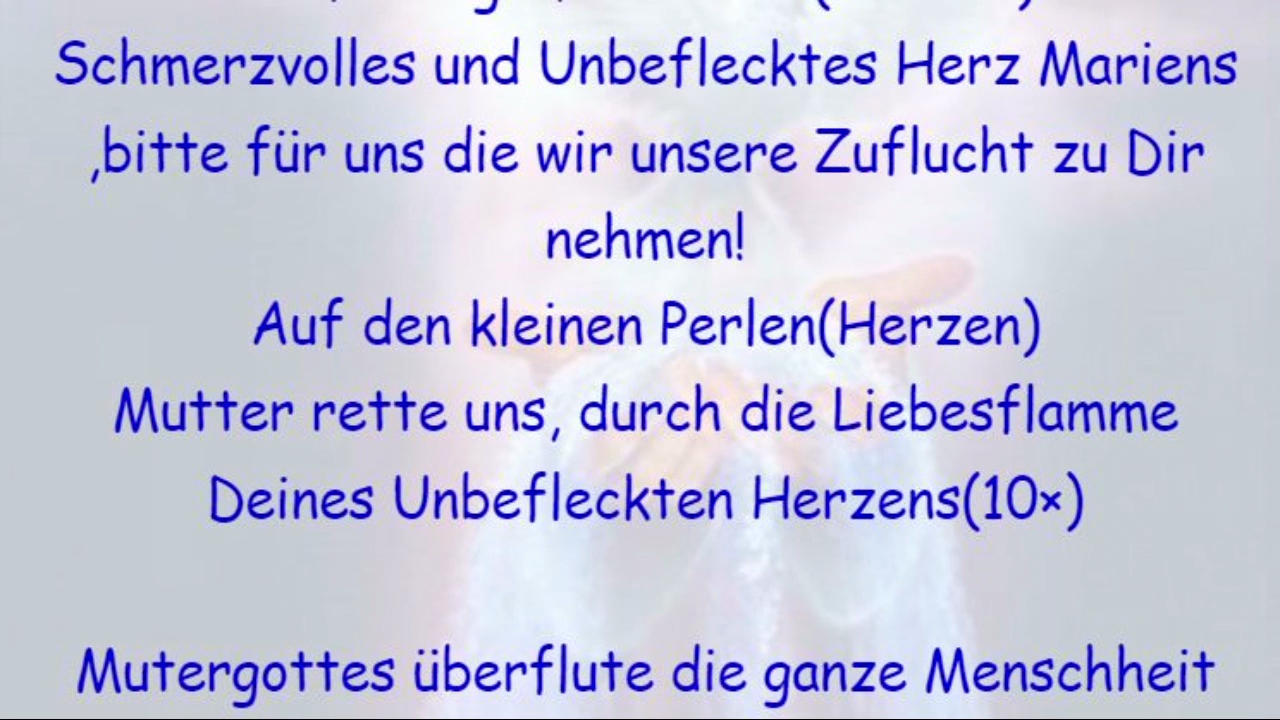 Schmerzvolles und Unbeflecktes Herz Mariens
,bitte für uns die wir unsere Zuflucht zu Dir
nehmen!
Auf den kleinen Perlen(Herzen)
Mutter rette uns, durch die Liebesflamme
Deines Unbefleckten Herzens(10×)
Mutergottes überflute die ganze Menschheit